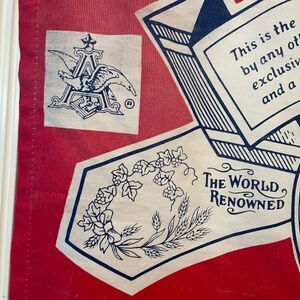 This is the
by any oth
exclusiv
and a
THE WORLD
RENOWNED
A
®